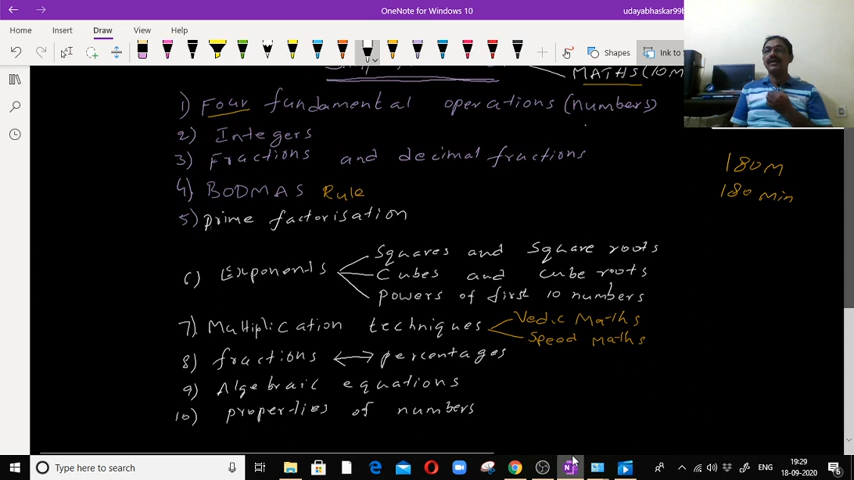 OneNote for Windows 10
udayabhaskar99
Home Insert Draw View Help
Shapes Ink to
MATHS(10M
1) Four fundamental operations (numbers)
2) Integers
3) Fractions and decimal fractions
180M
4) BODMAS Rule
180 min
5) prime factorisation
Squares and Square roots
6) Exponents
Cubes and cube roots
powers of first 10 numbers
7) Multiplication techniques
Vedic Maths
Speed Maths
8) fractions ↔ percentages
9) Algebraic equations
10) properties of numbers
Type here to search
ENG
19:29
18-09-2020